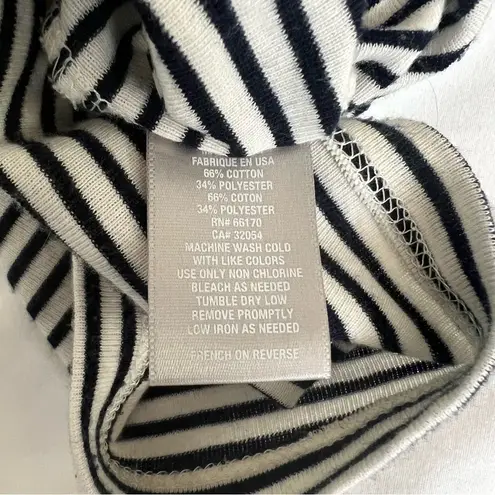 FABRIQUE EN USA
66% COTTON
34% POLYESTER
66% COTON
34% POLYESTER
RN# 66170
CA# 32054
MACHINE WASH COLD
WITH LIKE COLORS
USE ONLY NON CHLORINE
BLEACH AS NEEDED
TUMBLE DRY LOW
REMOVE PROMPTLY
LOW IRON AS NEEDED
FRENCH ON REVERSE